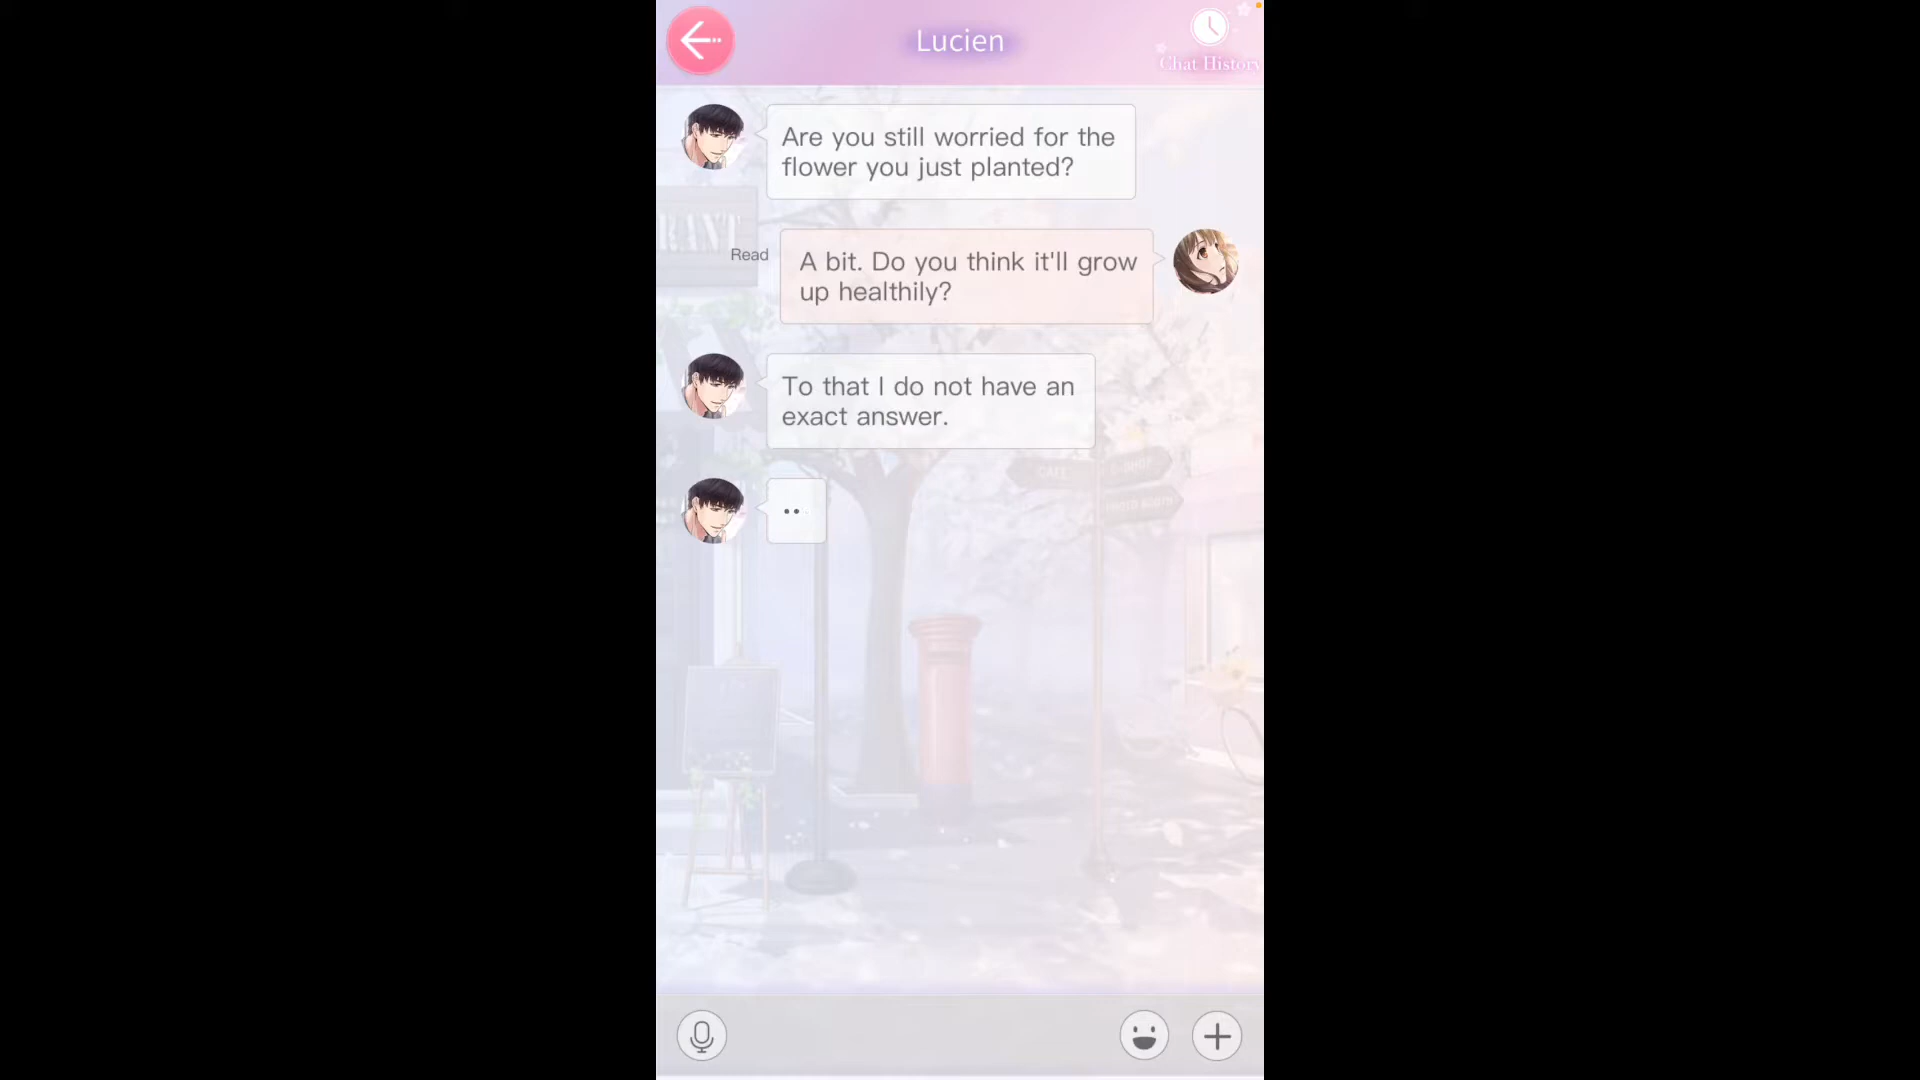 Lucien
Chat History
Are you still worried for the
flower you just planted?
Read
A bit. Do you think it'll grow
up healthily?
To that I do not have an
exact answer.
..
CAFE